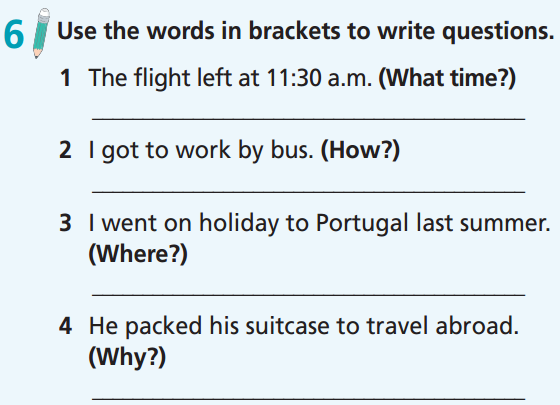 6 Use the words in brackets to write questions.
1 The flight left at 11:30 a.m. (What time?)
2 I got to work by bus. (How?)
3 I went on holiday to Portugal last summer.
(Where?)
4 He packed his suitcase to travel abroad.
(Why?)